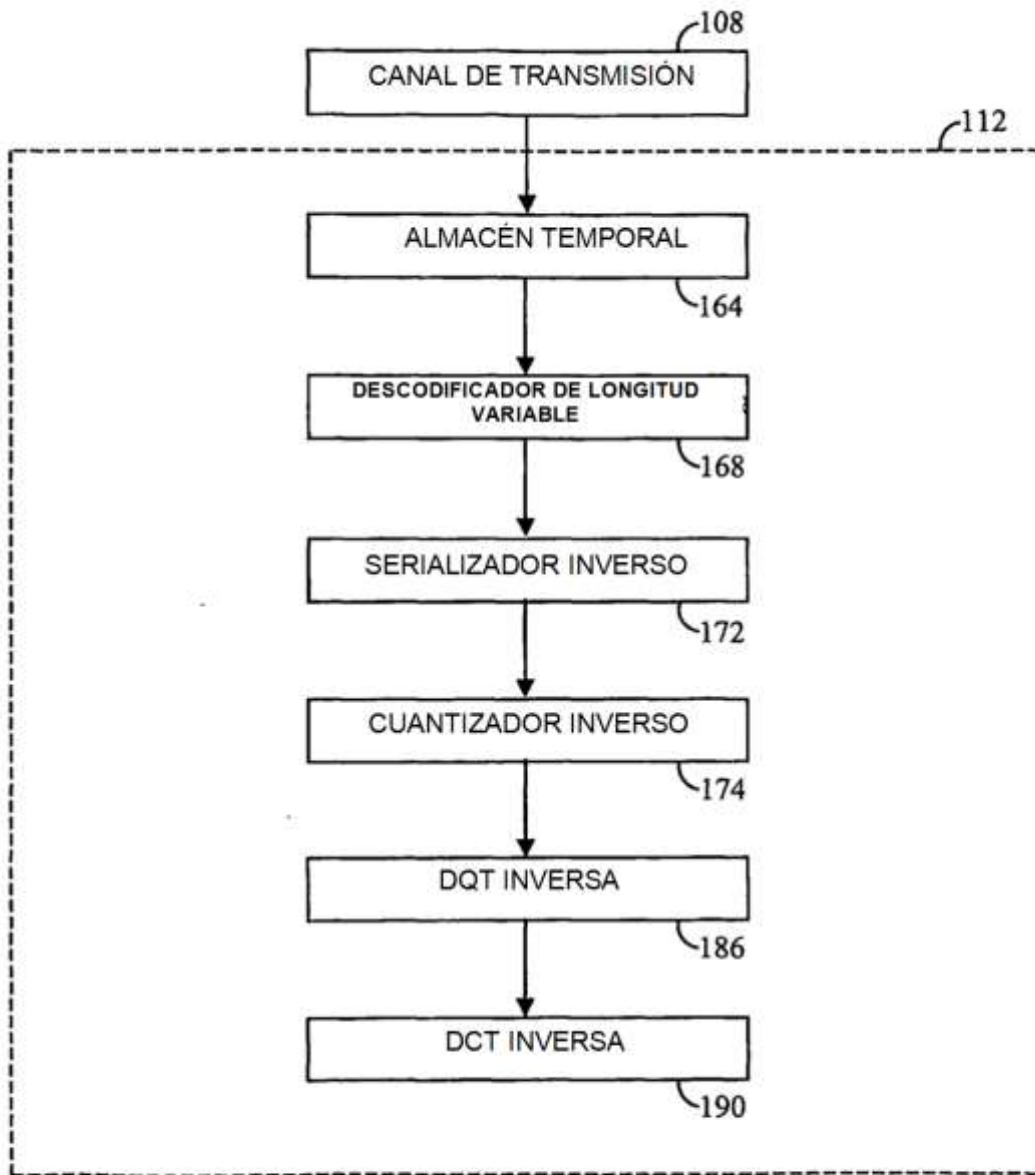 108
CANAL DE TRANSMISIÓN
112
ALMACÉN TEMPORAL
164
DESCODIFICADOR DE LONGITUD
VARIABLE
168
SERIALIZADOR INVERSO
172
CUANTIZADOR INVERSO
174
DQT INVERSA
186
DCT INVERSA
190